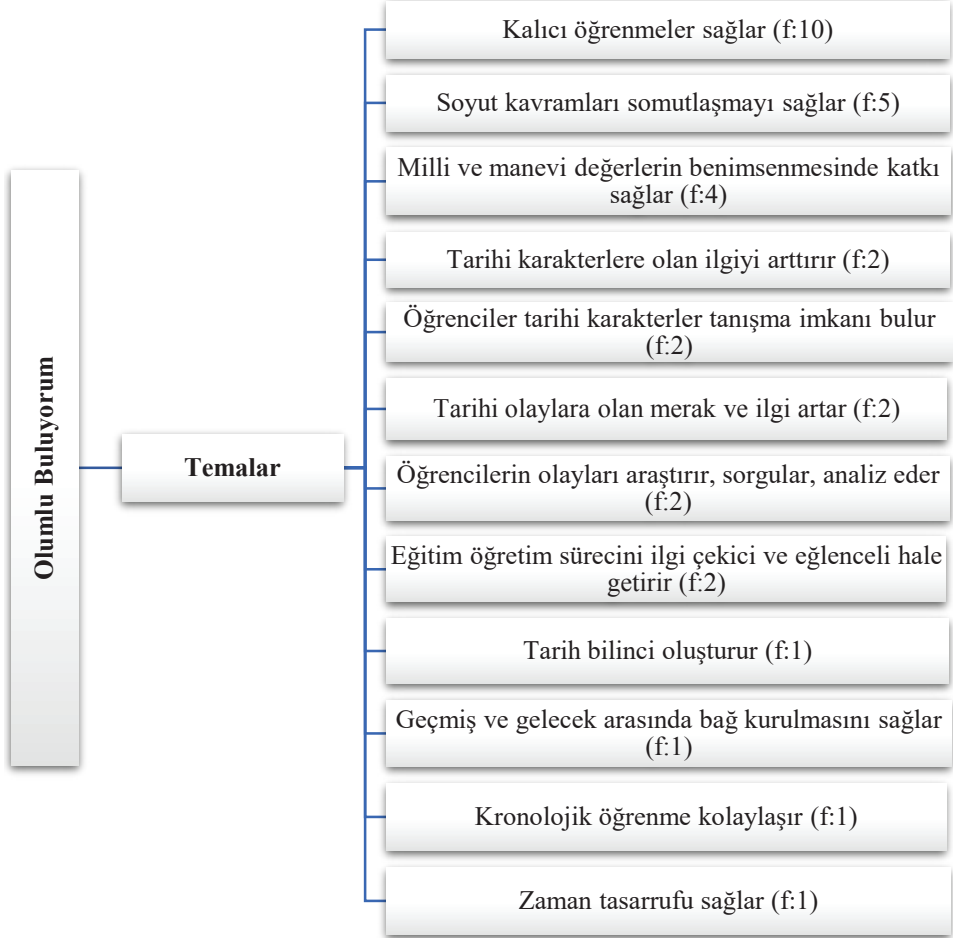 Olumlu Buluyorum
Temalar
Kalıcı öğrenmeler sağlar (f:10)
Soyut kavramları somutlaşmayı sağlar (f:5)
Milli ve manevi değerlerin benimsenmesinde katkı
sağlar (f:4)
Tarihi karakterlere olan ilgiyi arttırır (f:2)
Öğrenciler tarihi karakterler tanışma imkanı bulur
(f:2)
Tarihi olaylara olan merak ve ilgi artar (f:2)
Öğrencilerin olayları araştırır, sorgular, analiz eder
(f:2)
Eğitim öğretim sürecini ilgi çekici ve eğlenceli hale
getirir (f:2)
Tarih bilinci oluşturur (f:1)
Geçmiş ve gelecek arasında bağ kurulmasını sağlar
(f:1)
Kronolojik öğrenme kolaylaşır (f:1)
Zaman tasarrufu sağlar (f:1)